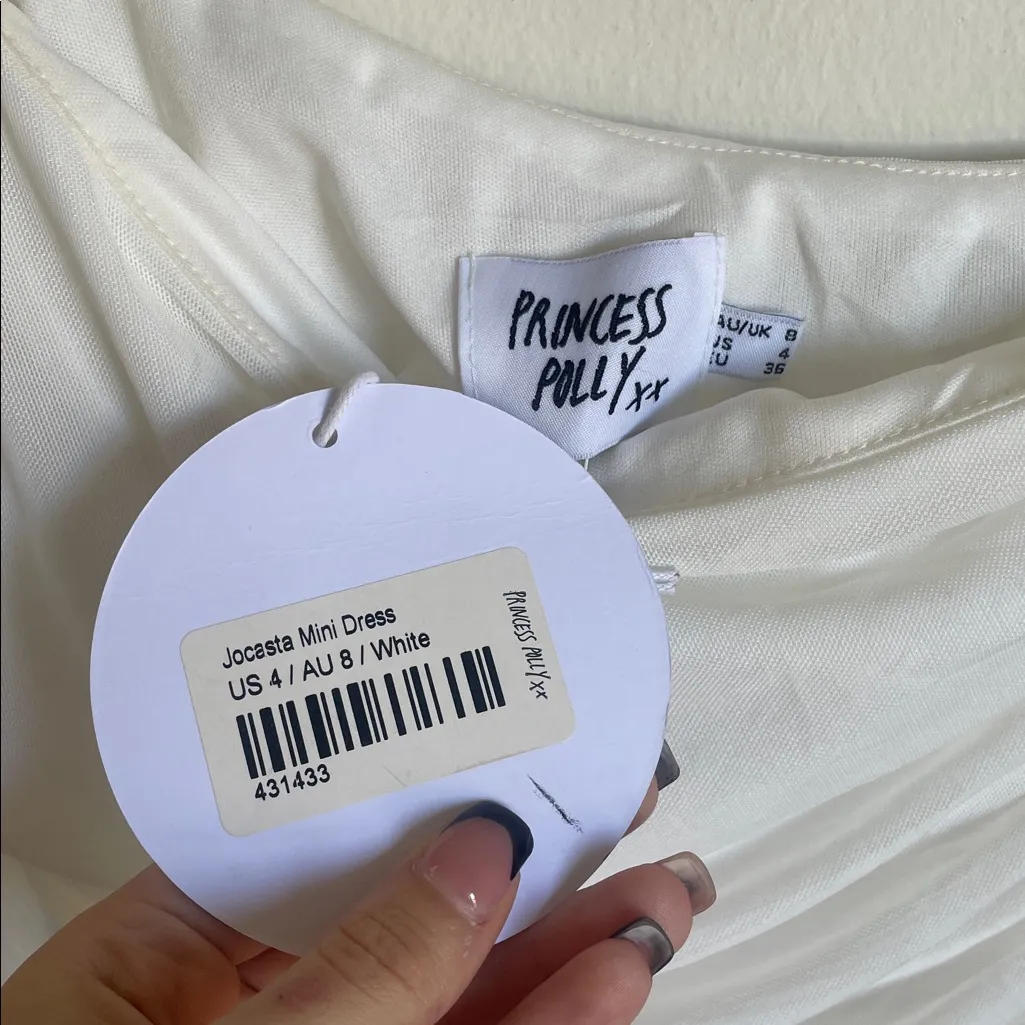 PRINCESS
POLLY xx
AU/UK 8
US 4
EU 36
Jocasta Mini Dress
US 4 / AU 8 / White
431433
PRINCESS POLLY xx